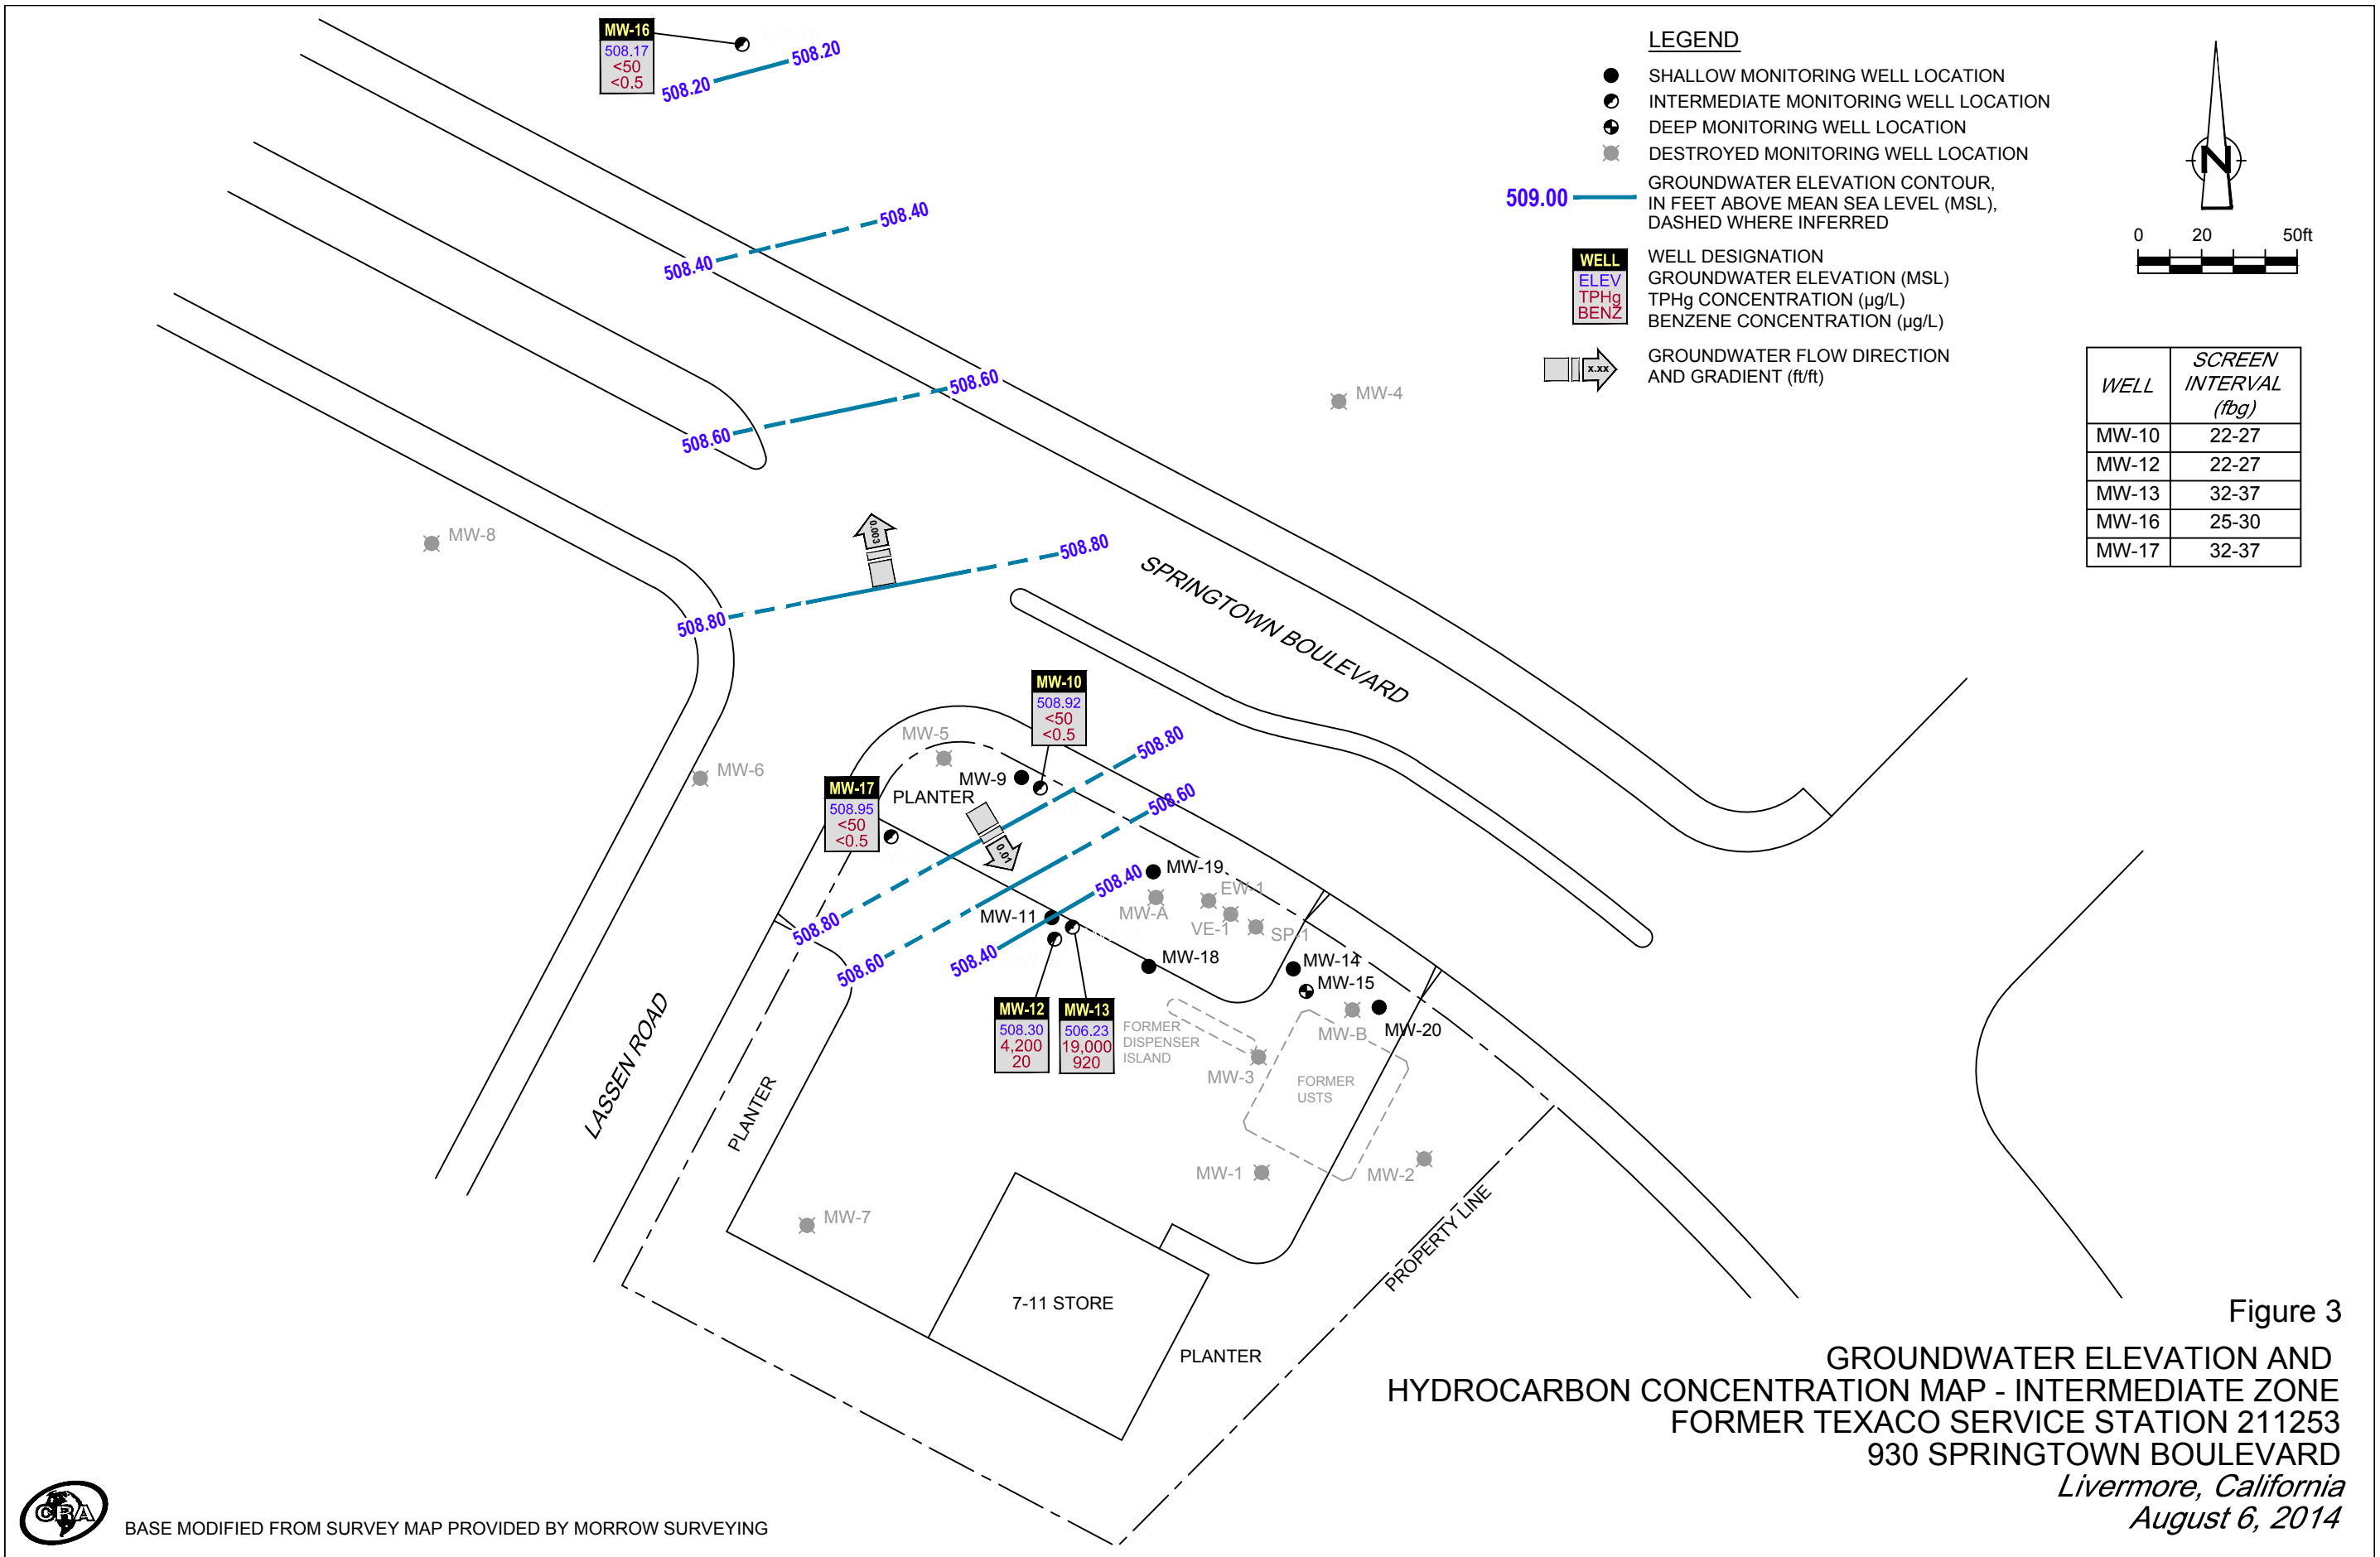 MW-16
508.17
<50
<0.5
508.20
508.20
508.40
508.40
508.60
508.60
508.80
508.80
0.003
LEGEND
SHALLOW MONITORING WELL LOCATION
INTERMEDIATE MONITORING WELL LOCATION
DEEP MONITORING WELL LOCATION
DESTROYED MONITORING WELL LOCATION
509.00
GROUNDWATER ELEVATION CONTOUR,
IN FEET ABOVE MEAN SEA LEVEL (MSL),
DASHED WHERE INFERRED
WELL
ELEV
TPHg
BENZ
WELL DESIGNATION
GROUNDWATER ELEVATION (MSL)
TPHg CONCENTRATION (µg/L)
BENZENE CONCENTRATION (µg/L)
x.xx
GROUNDWATER FLOW DIRECTION
AND GRADIENT (ft/ft)
N
0 20 50ft
WELL SCREEN INTERVAL (fbg)
MW-10 22-27
MW-12 22-27
MW-13 32-37
MW-16 25-30
MW-17 32-37
MW-4
MW-8
SPRINGTOWN BOULEVARD
MW-10
508.92
<50
<0.5
MW-5
MW-6
MW-9
PLANTER
MW-17
508.95
<50
<0.5
0.01
508.80
508.80
508.60
508.60
508.40
508.40
MW-19
MW-A
EW-1
VE-1
SP-1
MW-11
MW-18
MW-14
MW-15
MW-B
MW-20
MW-12
508.30
4,200
20
MW-13
506.23
19,000
920
FORMER
DISPENSER
ISLAND
MW-3
FORMER
USTS
MW-1
MW-2
LASSEN ROAD
PLANTER
MW-7
PROPERTY LINE
7-11 STORE
PLANTER
Figure 3
GROUNDWATER ELEVATION AND
HYDROCARBON CONCENTRATION MAP - INTERMEDIATE ZONE
FORMER TEXACO SERVICE STATION 211253
930 SPRINGTOWN BOULEVARD
Livermore, California
August 6, 2014
CRA
BASE MODIFIED FROM SURVEY MAP PROVIDED BY MORROW SURVEYING